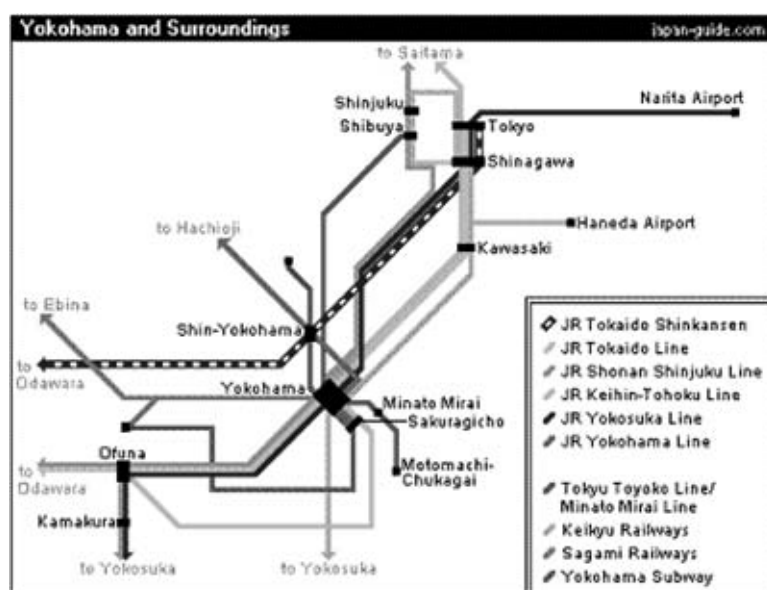 Yokohama and Surroundings
japan-guide.com
to Saitama
Shinjuku
Shibuya
Narita Airport
Tokyo
Shinagawa
to Hachioji
Haneda Airport
Kawasaki
to Ebina
Shin-Yokohama
to
Odawara
Yokohama
Minato Mirai
Sakuragicho
Ofuna
Motomachi-
Chukagai
to
Odawara
Kamakura
to Yokosuka
to Yokosuka
JR Tokaido Shinkansen
JR Tokaido Line
JR Shonan Shinjuku Line
JR Keihin-Tohoku Line
JR Yokosuka Line
JR Yokohama Line
Tokyu Toyoko Line/
Minato Mirai Line
Keikyu Railways
Sagami Railways
Yokohama Subway